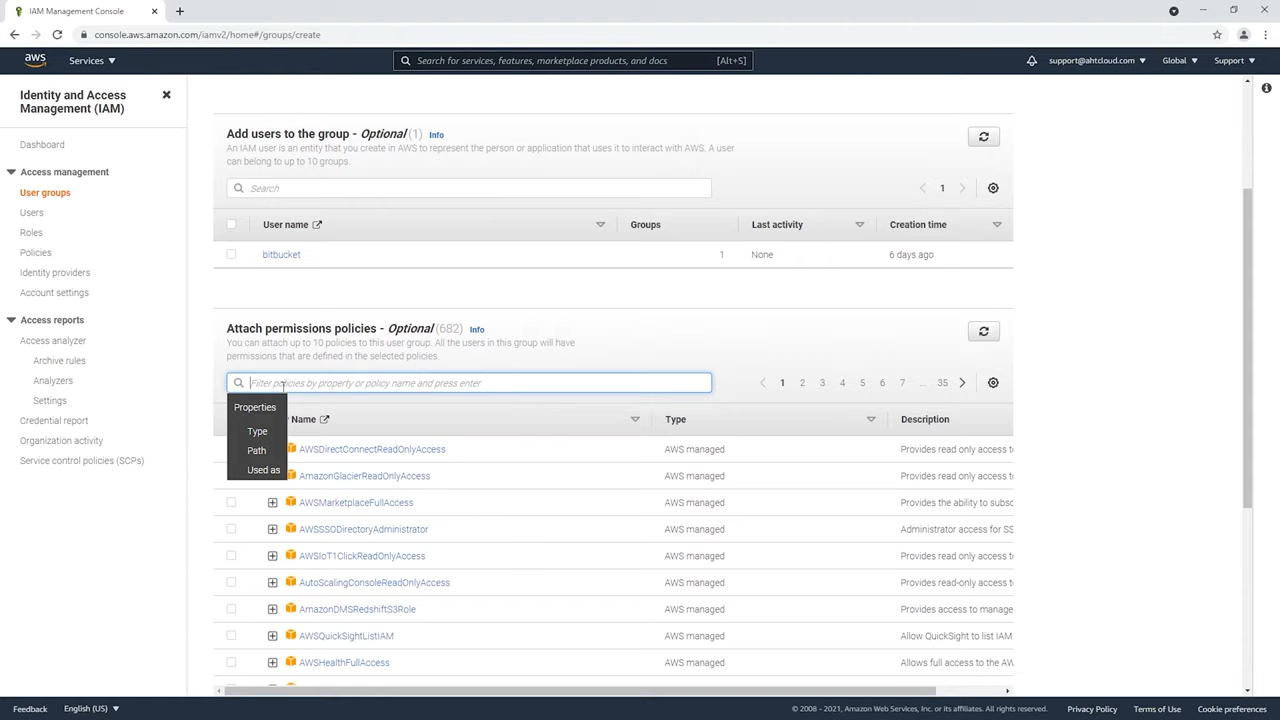 IAM Management Console
console.aws.amazon.com/iamv2/home#/groups/create
aws
Services
Search for services, features, marketplace products, and docs
[Alt+S]
support@ahtcloud.com
Global
Support
Identity and Access
Management (IAM)
Dashboard
Access management
User groups
Users
Roles
Policies
Identity providers
Account settings
Access reports
Access analyzer
Archive rules
Analyzers
Settings
Credential report
Organization activity
Service control policies (SCPs)
Add users to the group - Optional (1) Info
An IAM user is an entity that you create in AWS to represent the person or application that uses it to interact with AWS. A user
can belong to up to 10 groups.
Search
1
User name Groups Last activity Creation time
bitbucket 1 None 6 days ago
Attach permissions policies - Optional (682) Info
You can attach up to 10 policies to this user group. All the users in this group will have
permissions that are defined in the selected policies.
Filter policies by property or policy name and press enter
1 2 3 4 5 6 7 ... 35
Properties
Type
Path
Used as
Name Type Description
AWSDirectConnectReadOnlyAccess AWS managed Provides read only access to
AmazonGlacierReadOnlyAccess AWS managed Provides read only access to
AWSMarketplaceFullAccess AWS managed Provides the ability to subsc
AWSSSODirectoryAdministrator AWS managed Administrator access for SS
AWSIoT1ClickReadOnlyAccess AWS managed Provides read only access to
AutoScalingConsoleReadOnlyAccess AWS managed Provides read-only access to
AmazonDMSRedshiftS3Role AWS managed Provides access to manage
AWSQuickSightListIAM AWS managed Allow QuickSight to list IAM
AWSHealthFullAccess AWS managed Allows full access to the AW
Feedback
English (US)
© 2008 - 2021, Amazon Web Services, Inc. or its affiliates. All rights reserved.
Privacy Policy
Terms of Use
Cookie preferences